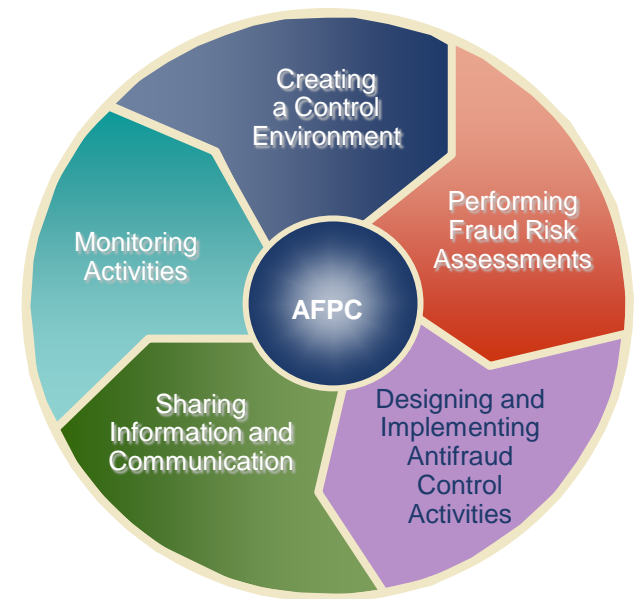 Creating
a Control
Environment
Performing
Fraud Risk
Assessments
Designing and
Implementing
Antifraud
Control
Activities
Sharing
Information and
Communication
Monitoring
Activities
AFPC